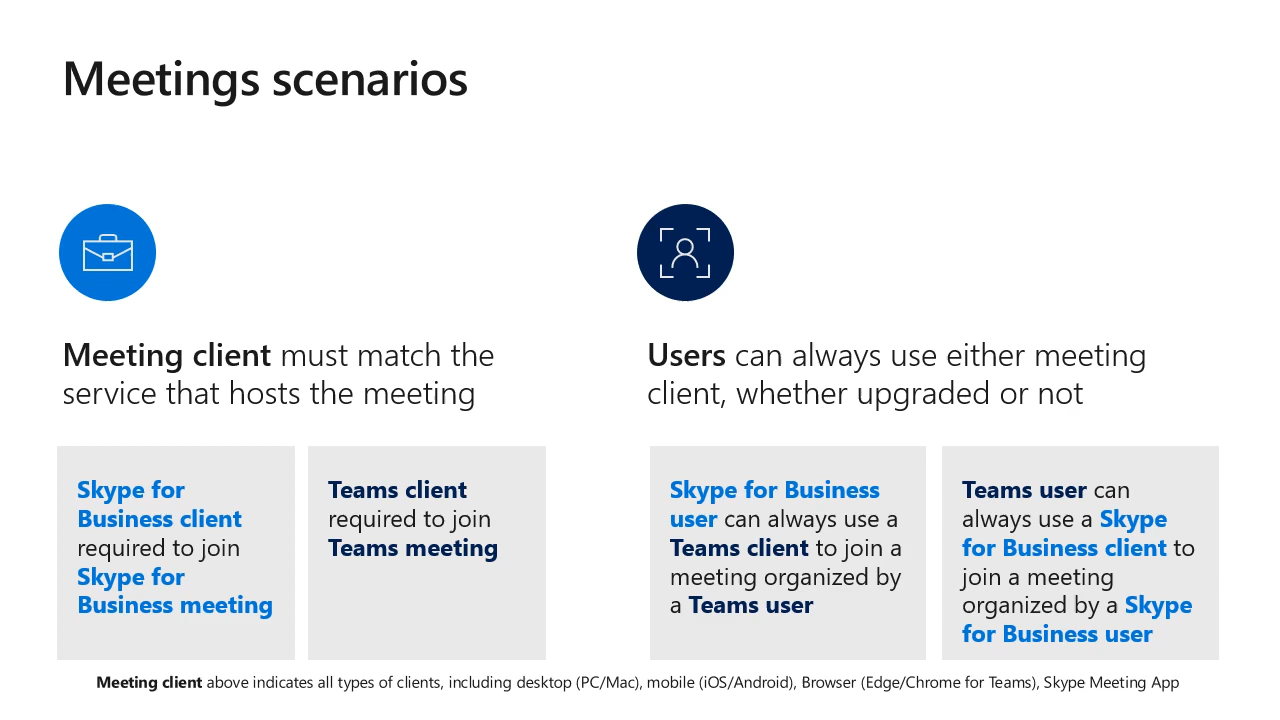 Meetings scenarios
Meeting client must match the
service that hosts the meeting
Skype for
Business client
required to join
Skype for
Business meeting
Teams client
required to join
Teams meeting
Users can always use either meeting
client, whether upgraded or not
Skype for Business
user can always use a
Teams client to join a
meeting organized by
a Teams user
Teams user can
always use a Skype
for Business client to
join a meeting
organized by a Skype
for Business user
Meeting client above indicates all types of clients, including desktop (PC/Mac), mobile (iOS/Android), Browser (Edge/Chrome for Teams), Skype Meeting App